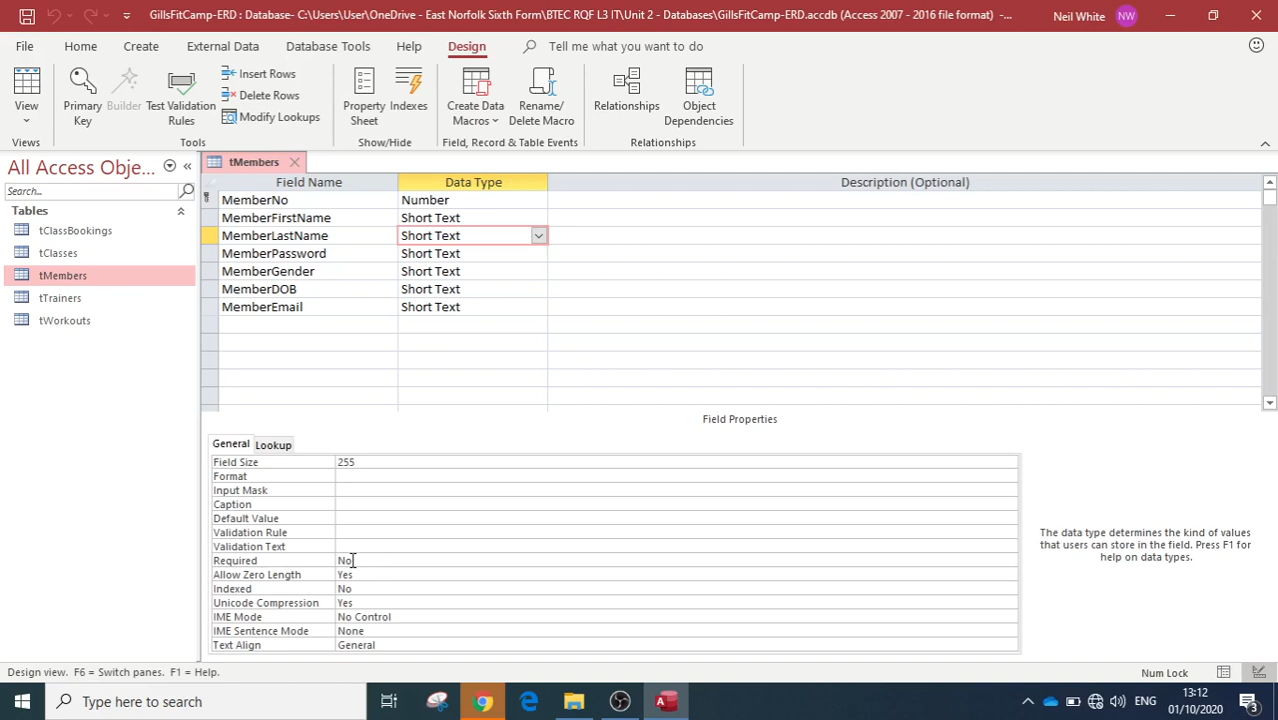 GillsFitCamp-ERD : Database- C:\Users\User\OneDrive - East Norfolk Sixth Form\BTEC RQF L3 IT\Unit 2 - Databases\GillsFitCamp-ERD.accdb (Access 2007 - 2016 file format) -... Neil White NW
File Home Create External Data Database Tools Help Design Tell me what you want to do
View Primary Key Builder Test Validation Rules Insert Rows Delete Rows Modify Lookups Property Sheet Indexes Create Data Macros Rename/ Delete Macro Relationships Object Dependencies
Views Tools Show/Hide Field, Record & Table Events Relationships
All Access Obje...
Search...
Tables
tClassBookings
tClasses
tMembers
tTrainers
tWorkouts
tMembers
Field Name Data Type Description (Optional)
MemberNo Number
MemberFirstName Short Text
MemberLastName Short Text
MemberPassword Short Text
MemberGender Short Text
MemberDOB Short Text
MemberEmail Short Text
Field Properties
General Lookup
Field Size 255
Format
Input Mask
Caption
Default Value
Validation Rule
Validation Text
Required No
Allow Zero Length Yes
Indexed No
Unicode Compression Yes
IME Mode No Control
IME Sentence Mode None
Text Align General
The data type determines the kind of values
that users can store in the field. Press F1 for
help on data types.
Design view. F6 = Switch panes. F1 = Help. Num Lock
Type here to search ENG 13:12
01/10/2020 3